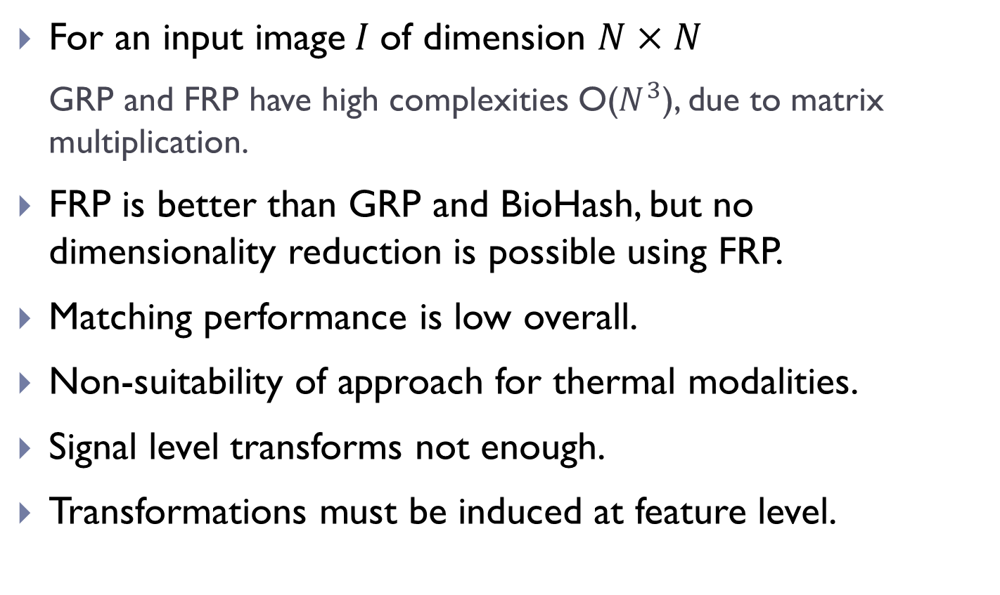 For an input image I of dimension N × N
GRP and FRP have high complexities O(N³), due to matrix
multiplication.
FRP is better than GRP and BioHash, but no
dimensionality reduction is possible using FRP.
Matching performance is low overall.
Non-suitability of approach for thermal modalities.
Signal level transforms not enough.
Transformations must be induced at feature level.